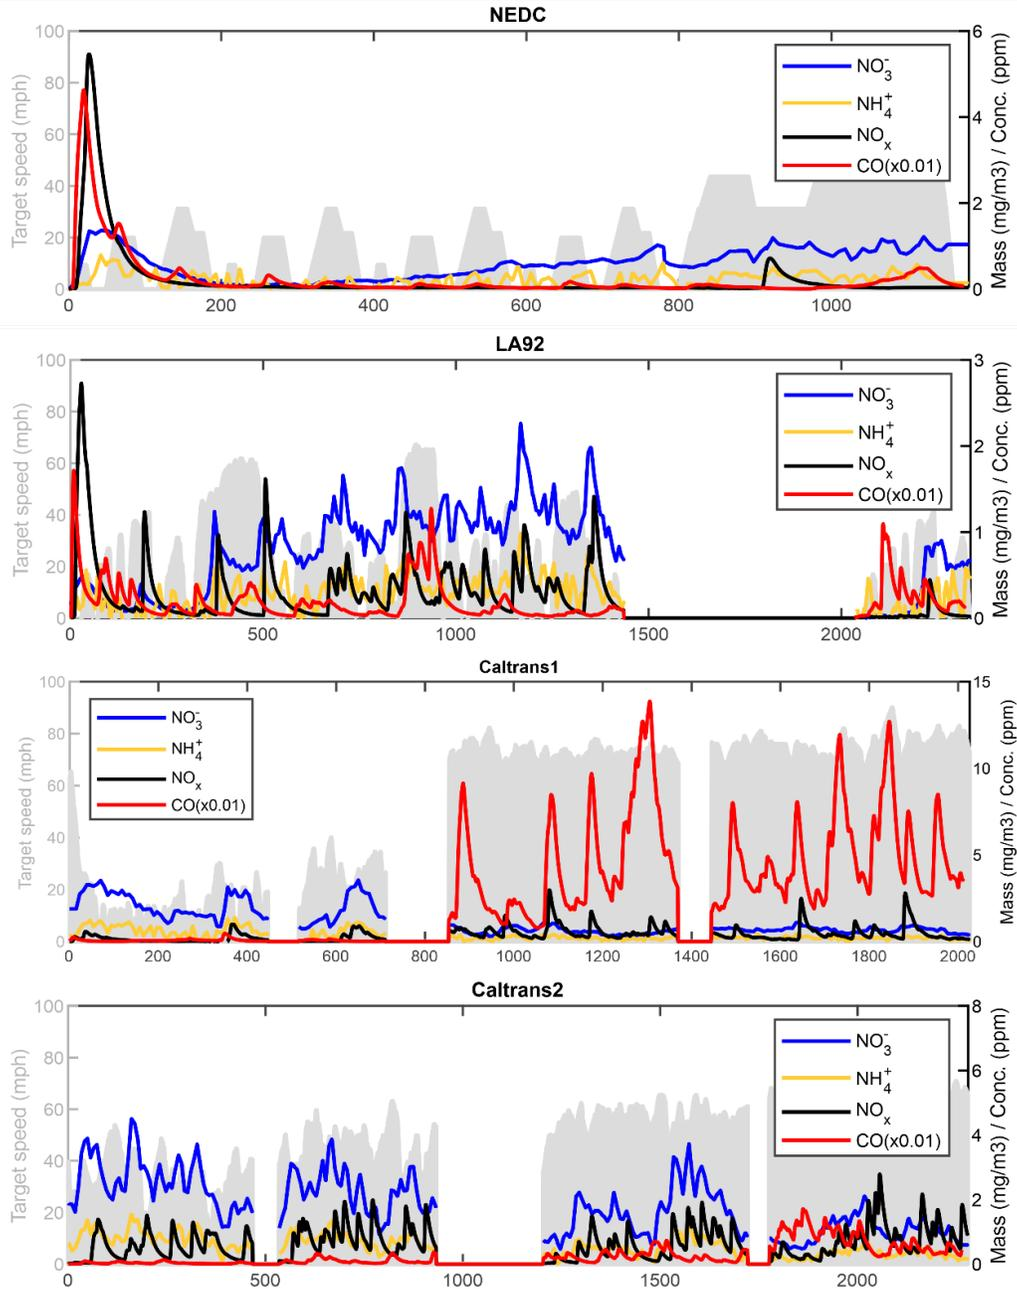 NEDC
100
80
60
40
20
0
Target speed (mph)
6
4
2
0
Mass (mg/m3) / Conc. (ppm)
NO₃⁻
NH₄⁺
NOₓ
CO(x0.01)
0 200 400 600 800 1000
LA92
100
80
60
40
20
0
Target speed (mph)
3
2
1
0
Mass (mg/m3) / Conc. (ppm)
NO₃⁻
NH₄⁺
NOₓ
CO(x0.01)
0 500 1000 1500 2000
Caltrans1
100
80
60
40
20
0
Target speed (mph)
15
10
5
0
Mass (mg/m3) / Conc. (ppm)
NO₃⁻
NH₄⁺
NOₓ
CO(x0.01)
0 200 400 600 800 1000 1200 1400 1600 1800 2000
Caltrans2
100
80
60
40
20
0
Target speed (mph)
8
6
4
2
0
Mass (mg/m3) / Conc. (ppm)
NO₃⁻
NH₄⁺
NOₓ
CO(x0.01)
0 500 1000 1500 2000